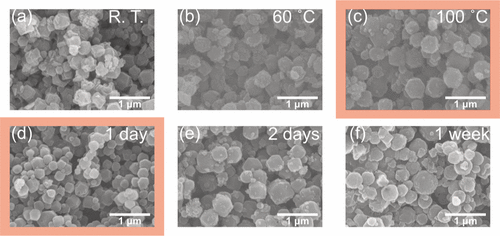 (a) R. T.
1 µm
(b) 60 ˚C
1 µm
(c) 100 ˚C
1 µm
(d) 1 day
1 µm
(e) 2 days
1 µm
(f) 1 week
1 µm